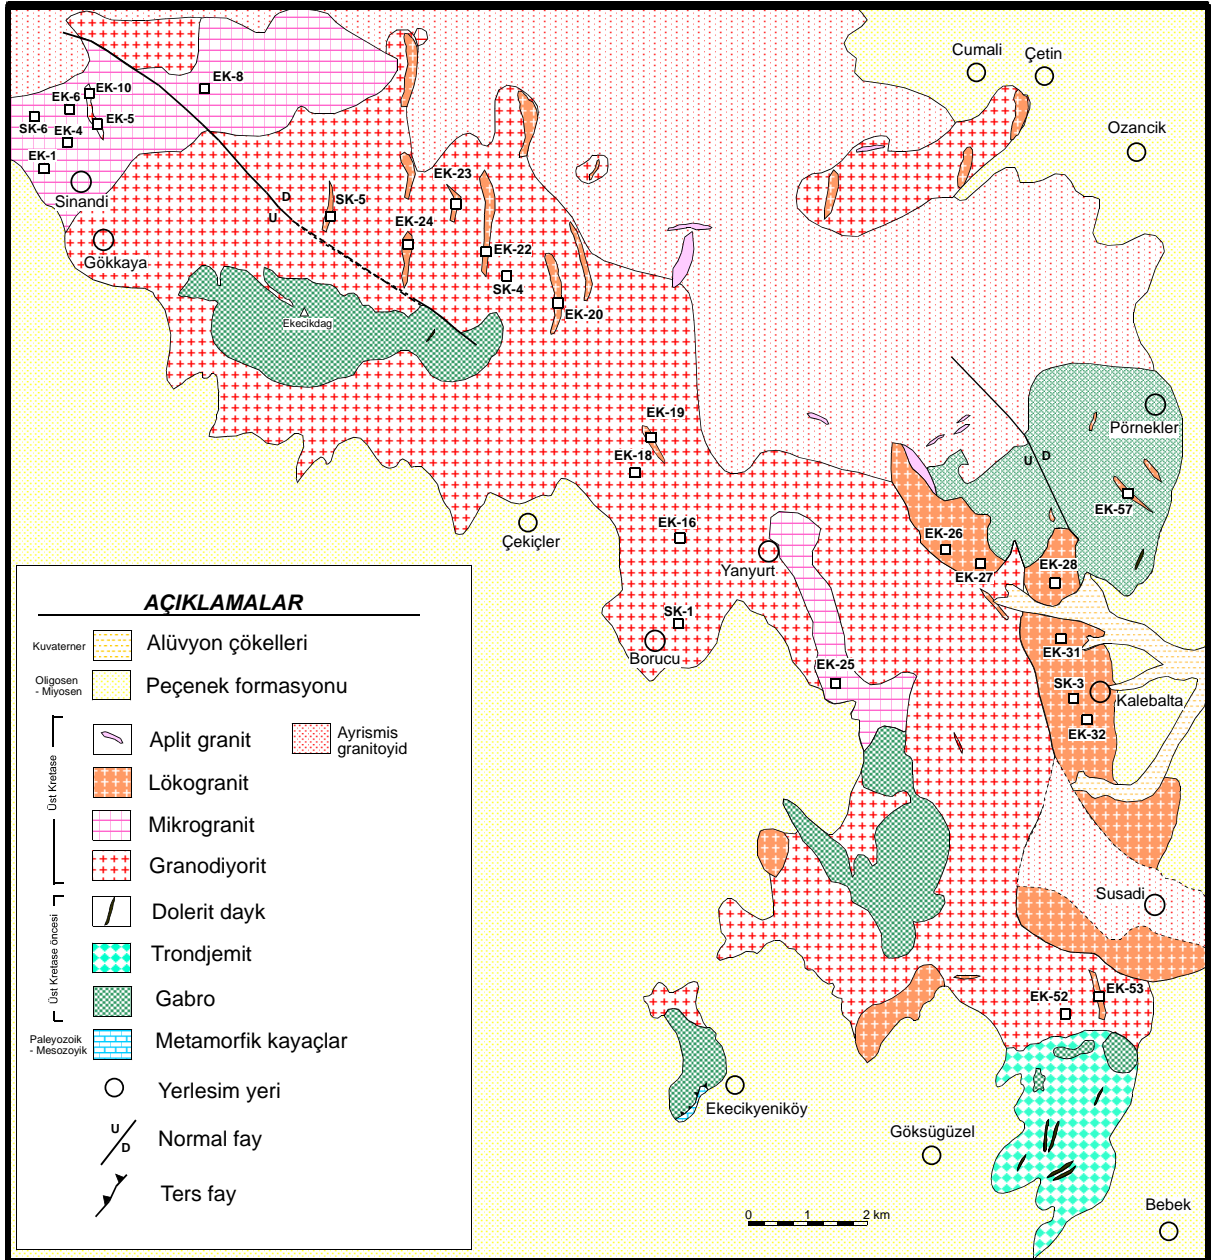 Cumali
Çetin
Ozancik
EK-8
EK-10
EK-6
SK-6
EK-5
EK-4
EK-1
Sinandi
Gökkaya
D
U
SK-5
EK-23
EK-24
EK-22
SK-4
EK-20
Ekecikdag
EK-19
EK-18
EK-16
Çekiçler
Yanyurt
SK-1
Borucu
EK-25
Pörnekler
U
D
EK-57
EK-26
EK-27
EK-28
EK-31
SK-3
Kalebalta
EK-32
Susadi
EK-53
EK-52
Ekecikyeniköy
Göksügüzel
Bebek
0 1 2 km
AÇIKLAMALAR
Kuvaterner
Alüvyon çökelleri
Oligosen
- Miyosen
Peçenek formasyonu
Üst Kretase
Aplit granit
Ayrismis
granitoyid
Lökogranit
Mikrogranit
Granodiyorit
Üst Kretase öncesi
Dolerit dayk
Trondjemit
Gabro
Paleyozoik
- Mesozoyik
Metamorfik kayaçlar
Yerlesim yeri
U
D
Normal fay
Ters fay